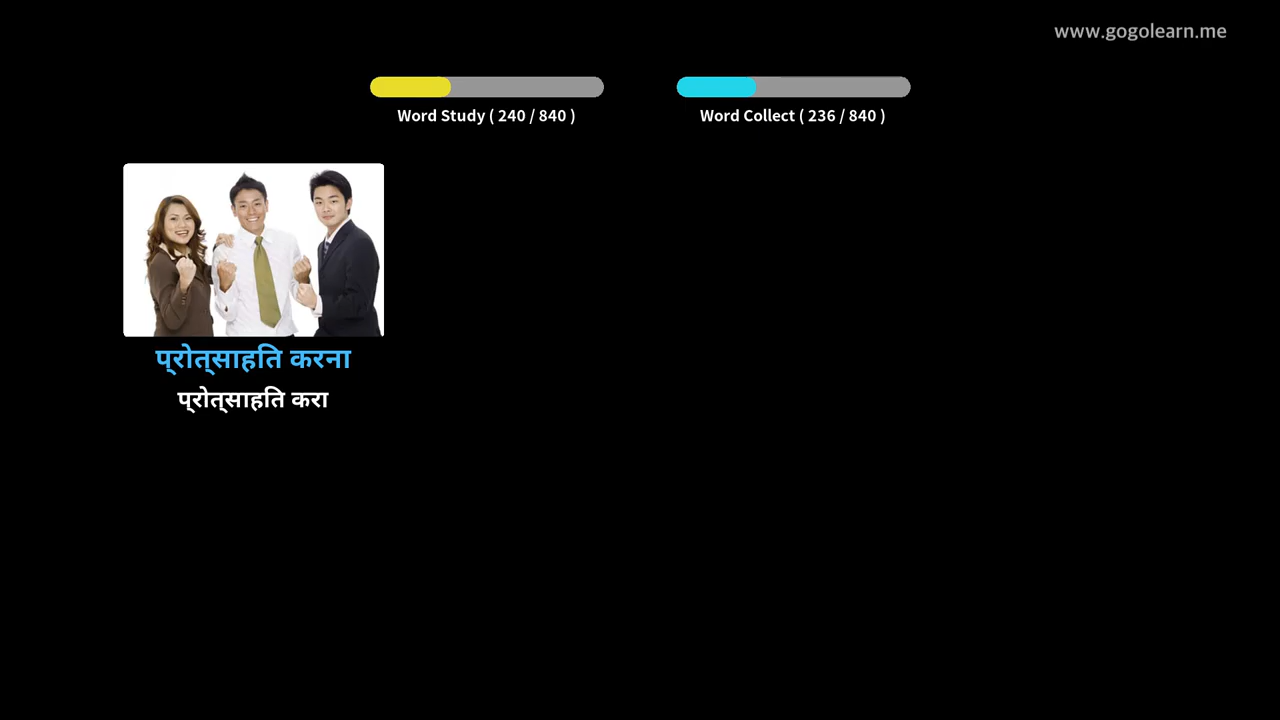 www.gogolearn.me
Word Study ( 240 / 840 )
Word Collect ( 236 / 840 )
प्रोत्साहति करना
प्रोत्साहति करा